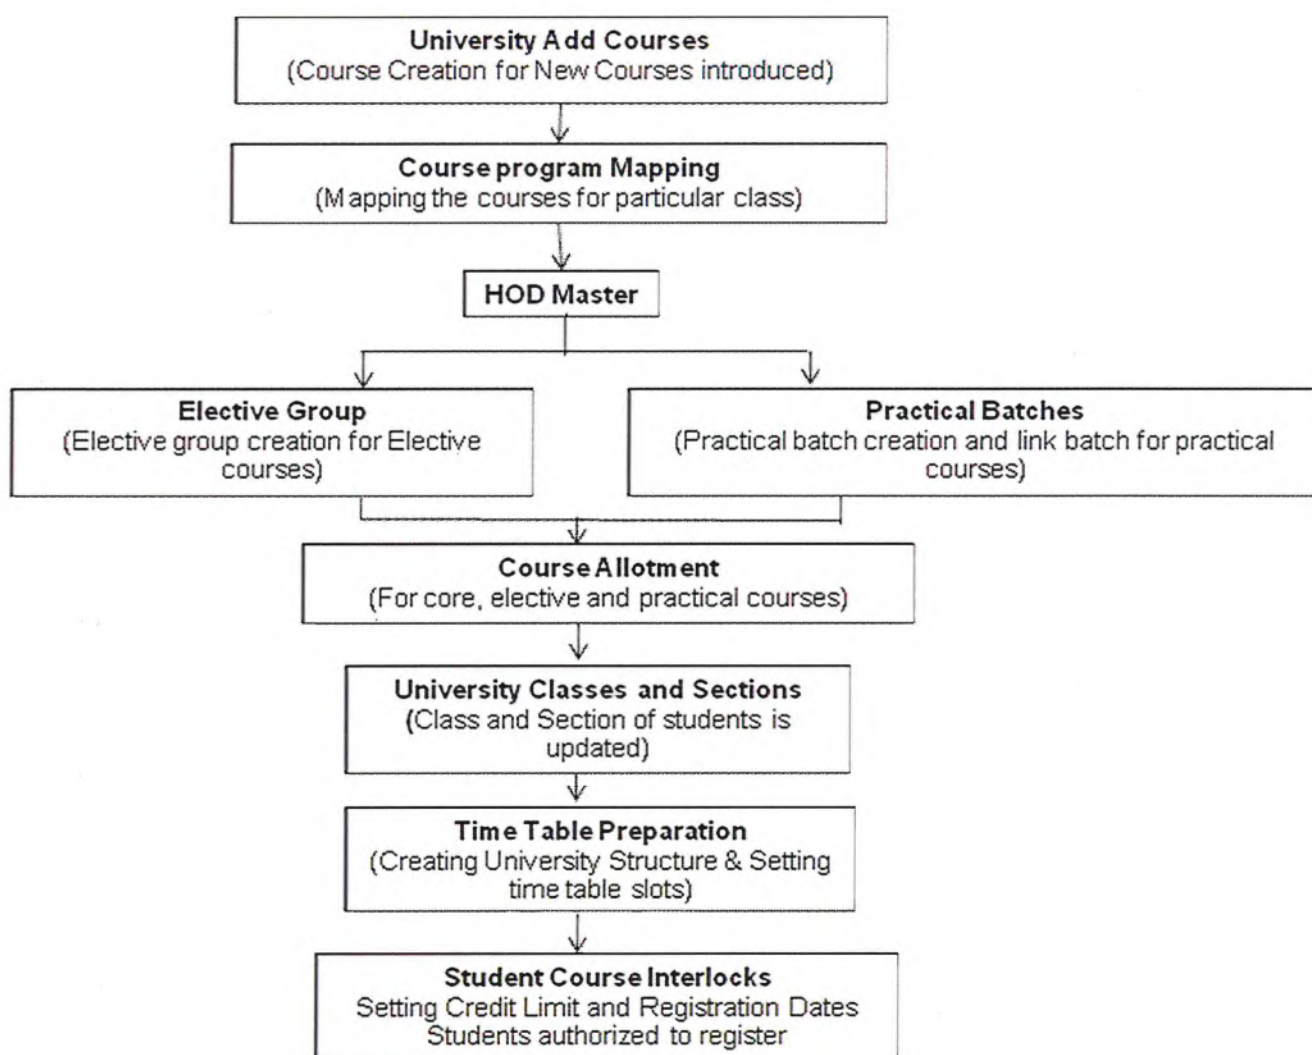 University Add Courses
(Course Creation for New Courses introduced)
Course program Mapping
(Mapping the courses for particular class)
HOD Master
Elective Group
(Elective group creation for Elective
courses)
Practical Batches
(Practical batch creation and link batch for practical
courses)
Course Allotment
(For core, elective and practical courses)
University Classes and Sections
(Class and Section of students is
updated)
Time Table Preparation
(Creating University Structure & Setting
time table slots)
Student Course Interlocks
Setting Credit Limit and Registration Dates
Students authorized to register